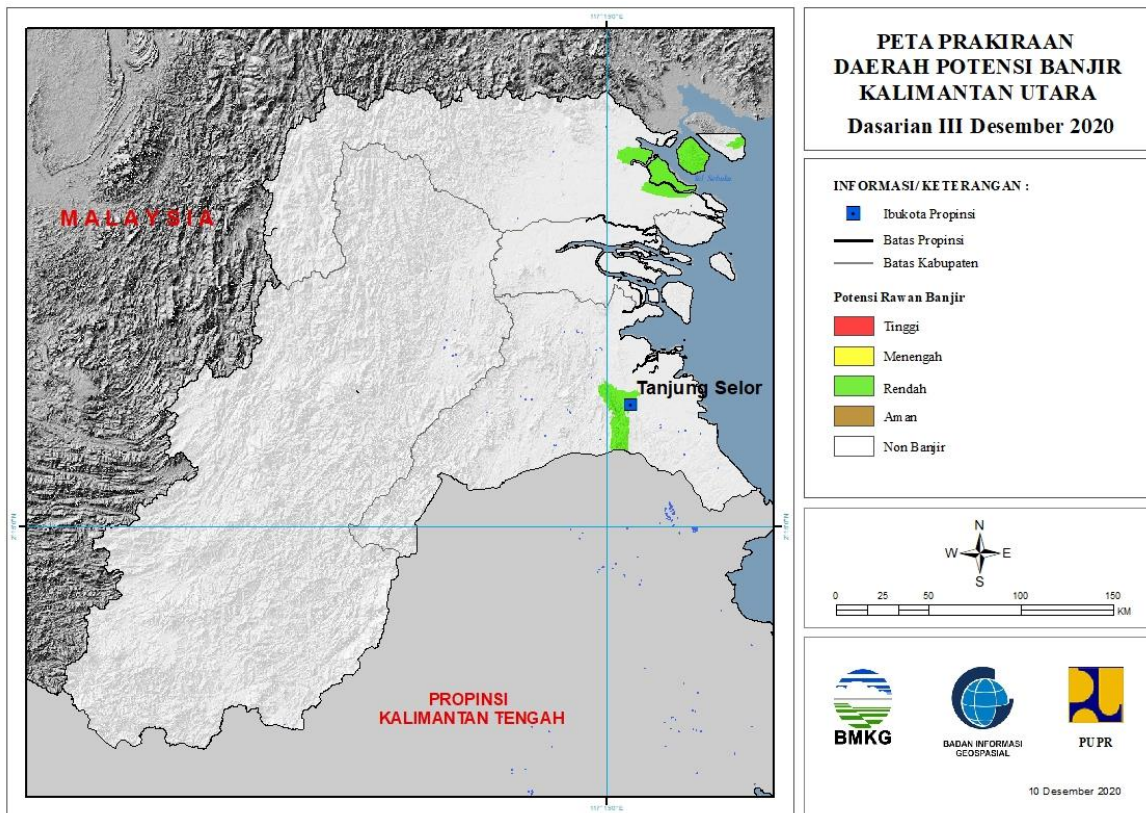 PETA PRAKIRAAN
DAERAH POTENSI BANJIR
KALIMANTAN UTARA
Dasarian III Desember 2020
INFORMASI/ KETERANGAN :
Ibukota Propinsi
Batas Propinsi
Batas Kabupaten
Potensi Rawan Banjir
Tinggi
Menengah
Rendah
Aman
Non Banjir
N
W E
S
0 25 50 100 150
KM
BMKG
BADAN INFORMASI
GEOSPASIAL
PUPR
10 Desember 2020
MALAYSIA
Tanjung Selor
PROPINSI
KALIMANTAN TENGAH